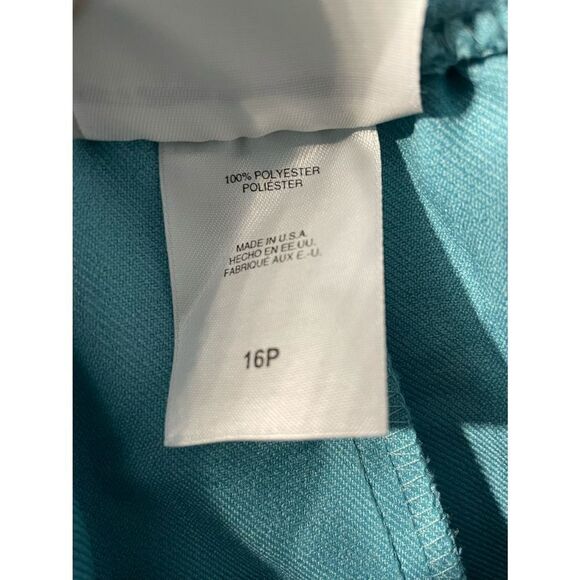 100% POLYESTER
POLIÉSTER
MADE IN U.S.A.
HECHO EN EE.UU.
FABRIQUÉ AUX E.-U.
16P